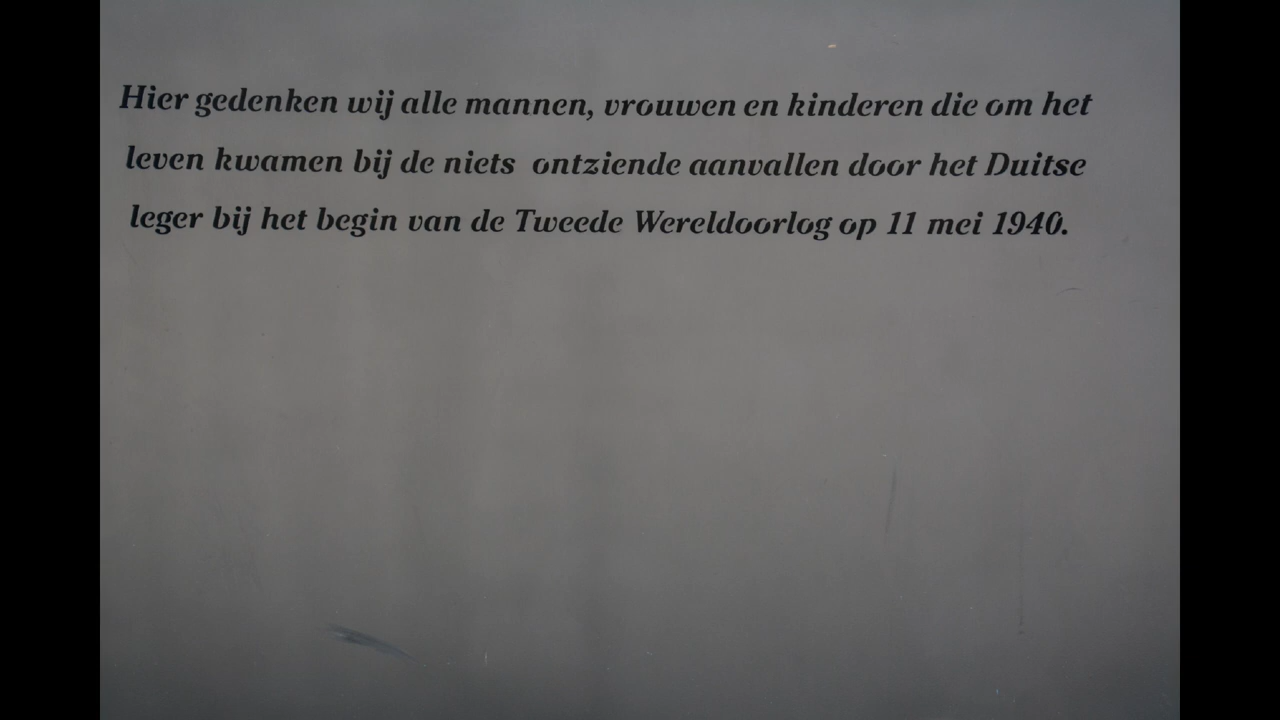 Hier gedenken wij alle mannen, vrouwen en kinderen die om het
leven kwamen bij de niets ontziende aanvallen door het Duitse
leger bij het begin van de Tweede Wereldoorlog op 11 mei 1940.